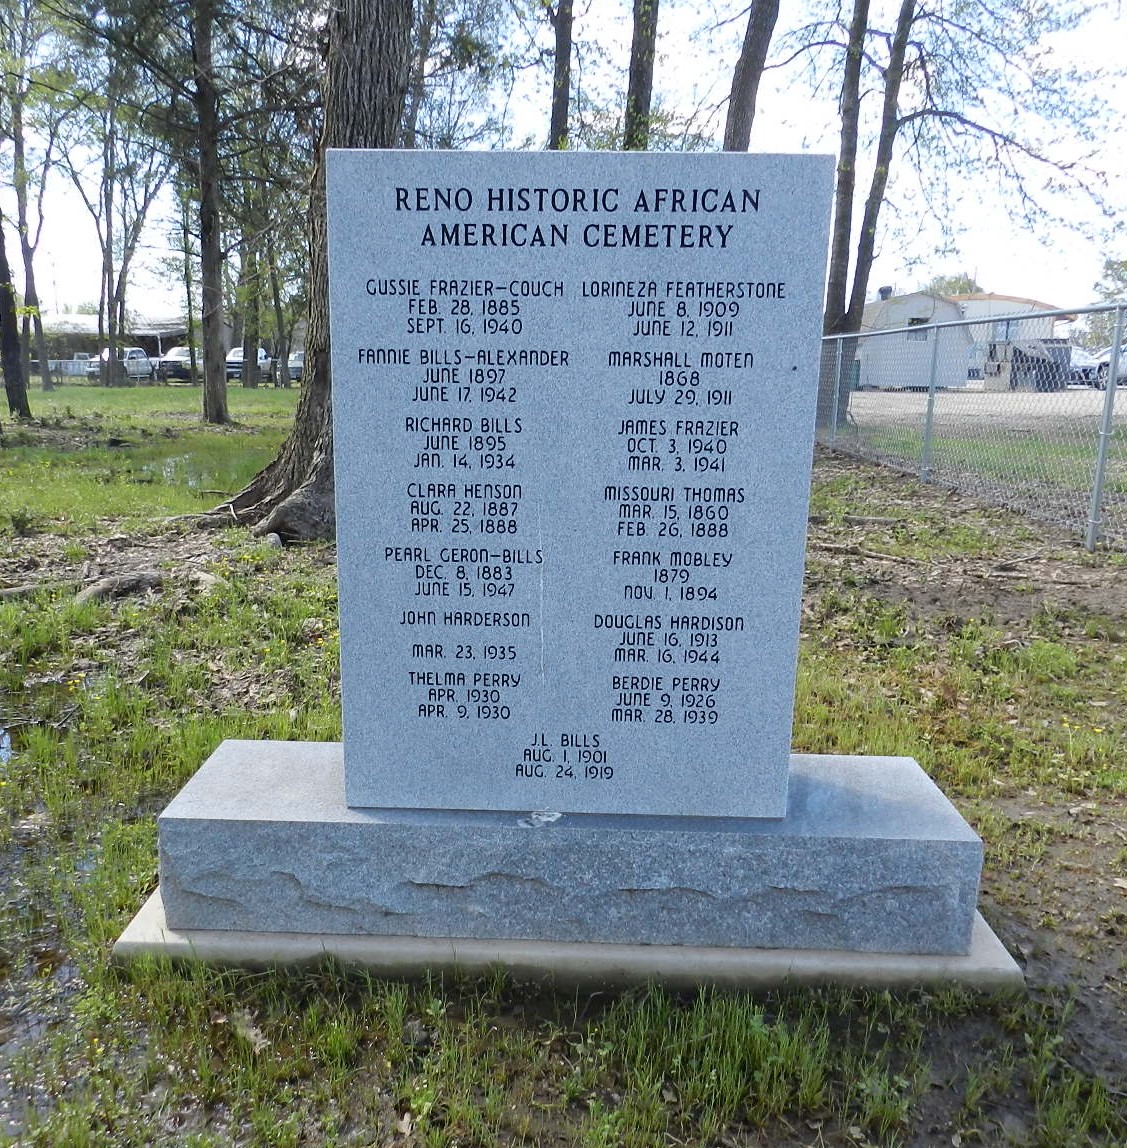 RENO HISTORIC AFRICAN
AMERICAN CEMETERY
GUSSIE FRAZIER-COUCH
FEB. 28, 1885
SEPT. 16, 1940
FANNIE BILLS-ALEXANDER
JUNE 1897
JUNE 17, 1942
RICHARD BILLS
JUNE 1895
JAN. 14, 1934
CLARA HENSON
AUG. 22, 1887
APR. 25, 1888
PEARL GERON-BILLS
DEC. 8, 1883
JUNE 15, 1947
JOHN HARDERSON
MAR. 23, 1935
THELMA PERRY
APR. 1930
APR. 9, 1930
LORINEZA FEATHERSTONE
JUNE 8, 1909
JUNE 12, 1911
MARSHALL MOTEN
1868
JULY 29, 1911
JAMES FRAZIER
OCT. 3, 1940
MAR. 3, 1941
MISSOURI THOMAS
MAR. 15, 1860
FEB. 26, 1888
FRANK MOBLEY
1879
NOV. 1, 1894
DOUGLAS HARDISON
JUNE 16, 1913
MAR. 16, 1944
BERDIE PERRY
JUNE 9, 1926
MAR. 28, 1939
J.L. BILLS
AUG. 1, 1901
AUG. 24, 1919